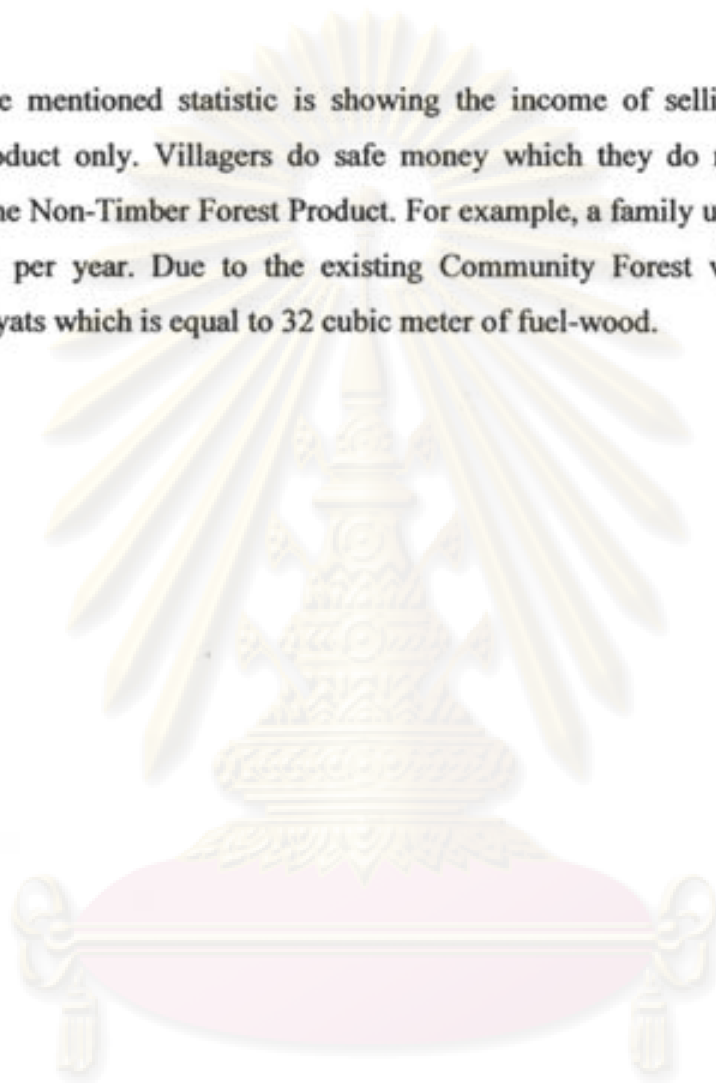 e mentioned statistic is showing the income of selli
oduct only. Villagers do safe money which they do
ne Non-Timber Forest Product. For example, a family u
per year. Due to the existing Community Forest
yats which is equal to 32 cubic meter of fuel-wood.